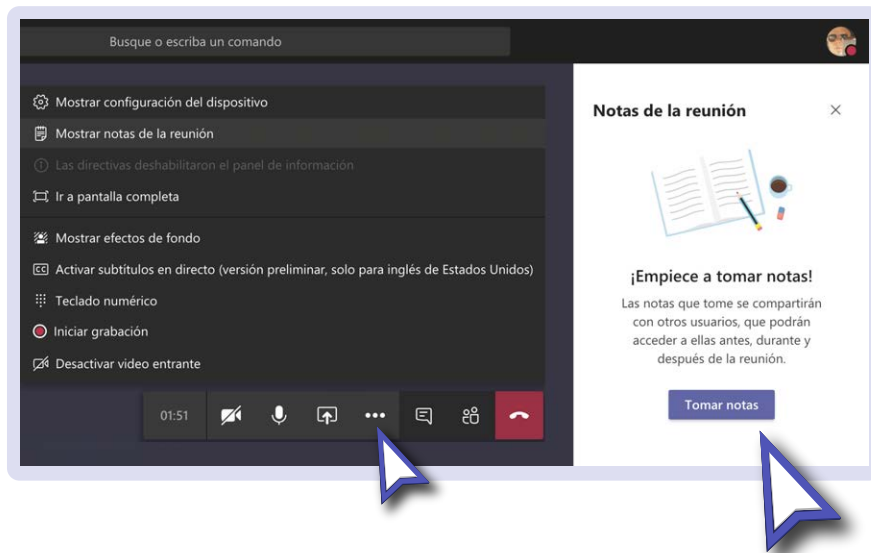 Busque o escriba un comando
Mostrar configuración del dispositivo
Mostrar notas de la reunión
Las directivas deshabilitaron el panel de información
Ir a pantalla completa
Mostrar efectos de fondo
CC Activar subtítulos en directo (versión preliminar, solo para inglés de Estados Unidos)
Teclado numérico
Iniciar grabación
Desactivar video entrante
01:51
Notas de la reunión
¡Empiece a tomar notas!
Las notas que tome se compartirán
con otros usuarios, que podrán
acceder a ellas antes, durante y
después de la reunión.
Tomar notas